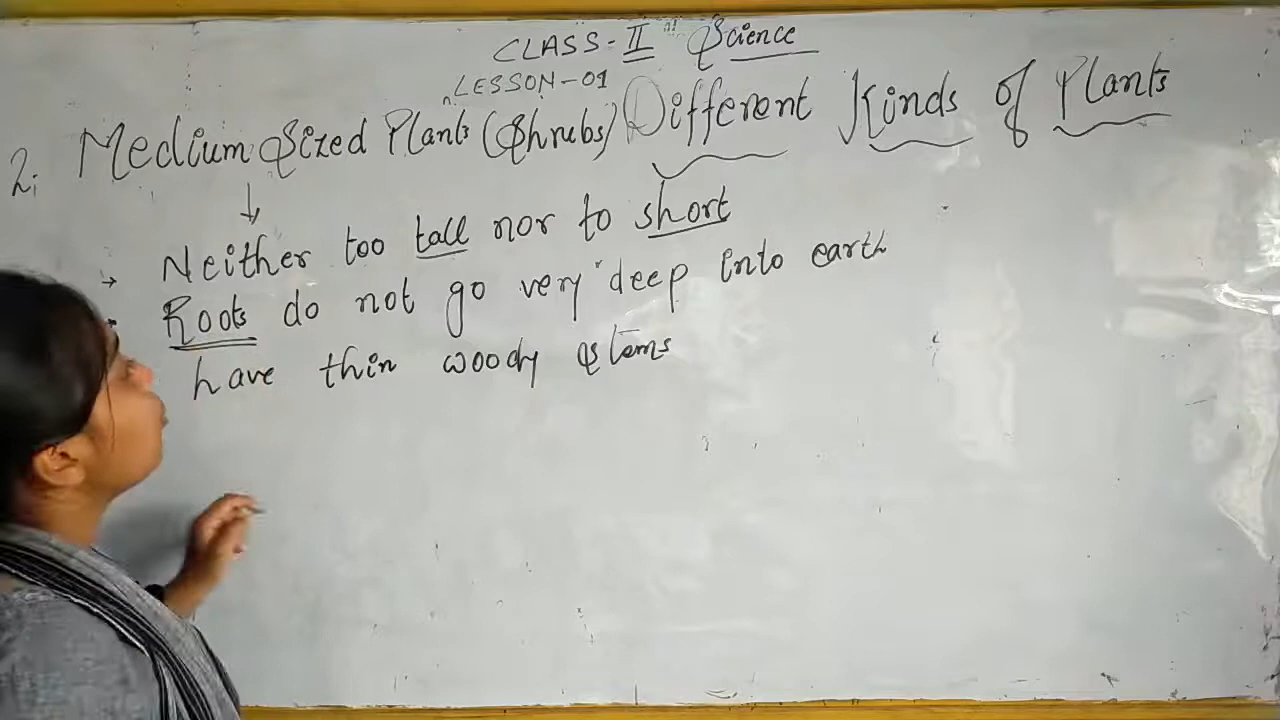 CLASS-II Science
LESSON-01
Different Kinds of Plants
2. Medium Sized Plants (Shrubs)
Neither too tall nor to short
Roots do not go very deep into earth
have thin woody stems